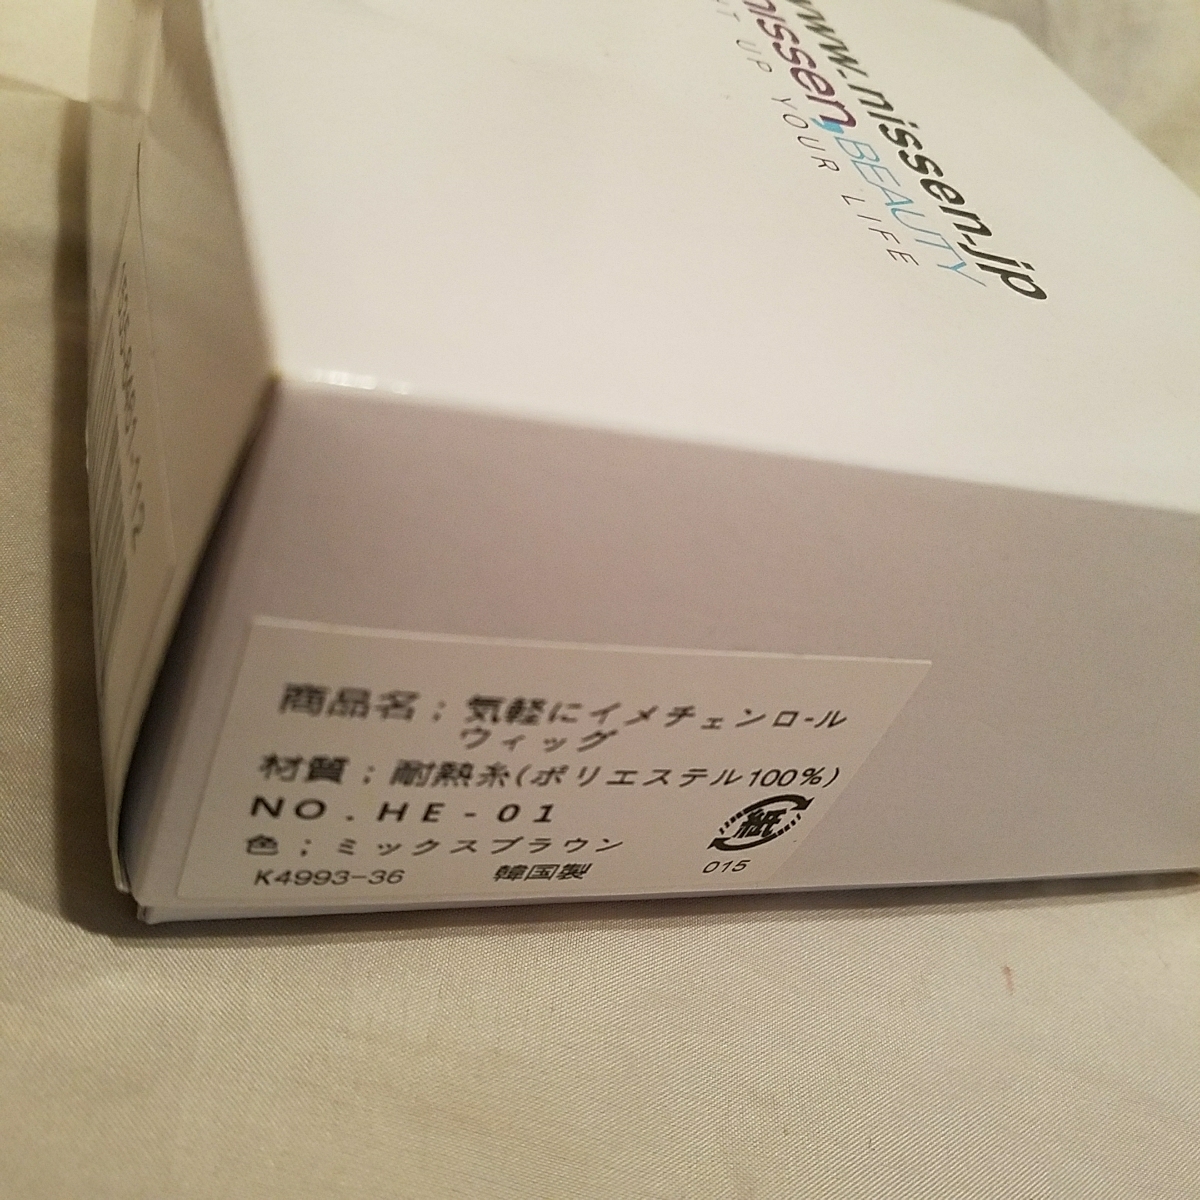 www.nissen.jp
nissen, BEAUTY
UP YOUR LIFE
商品名;気軽にイメチェンロール
ウィッグ
材質;耐熱糸(ポリエステル100%)
NO.HE-01
色;ミックスブラウン
紙
K4993-36 韓国製 015